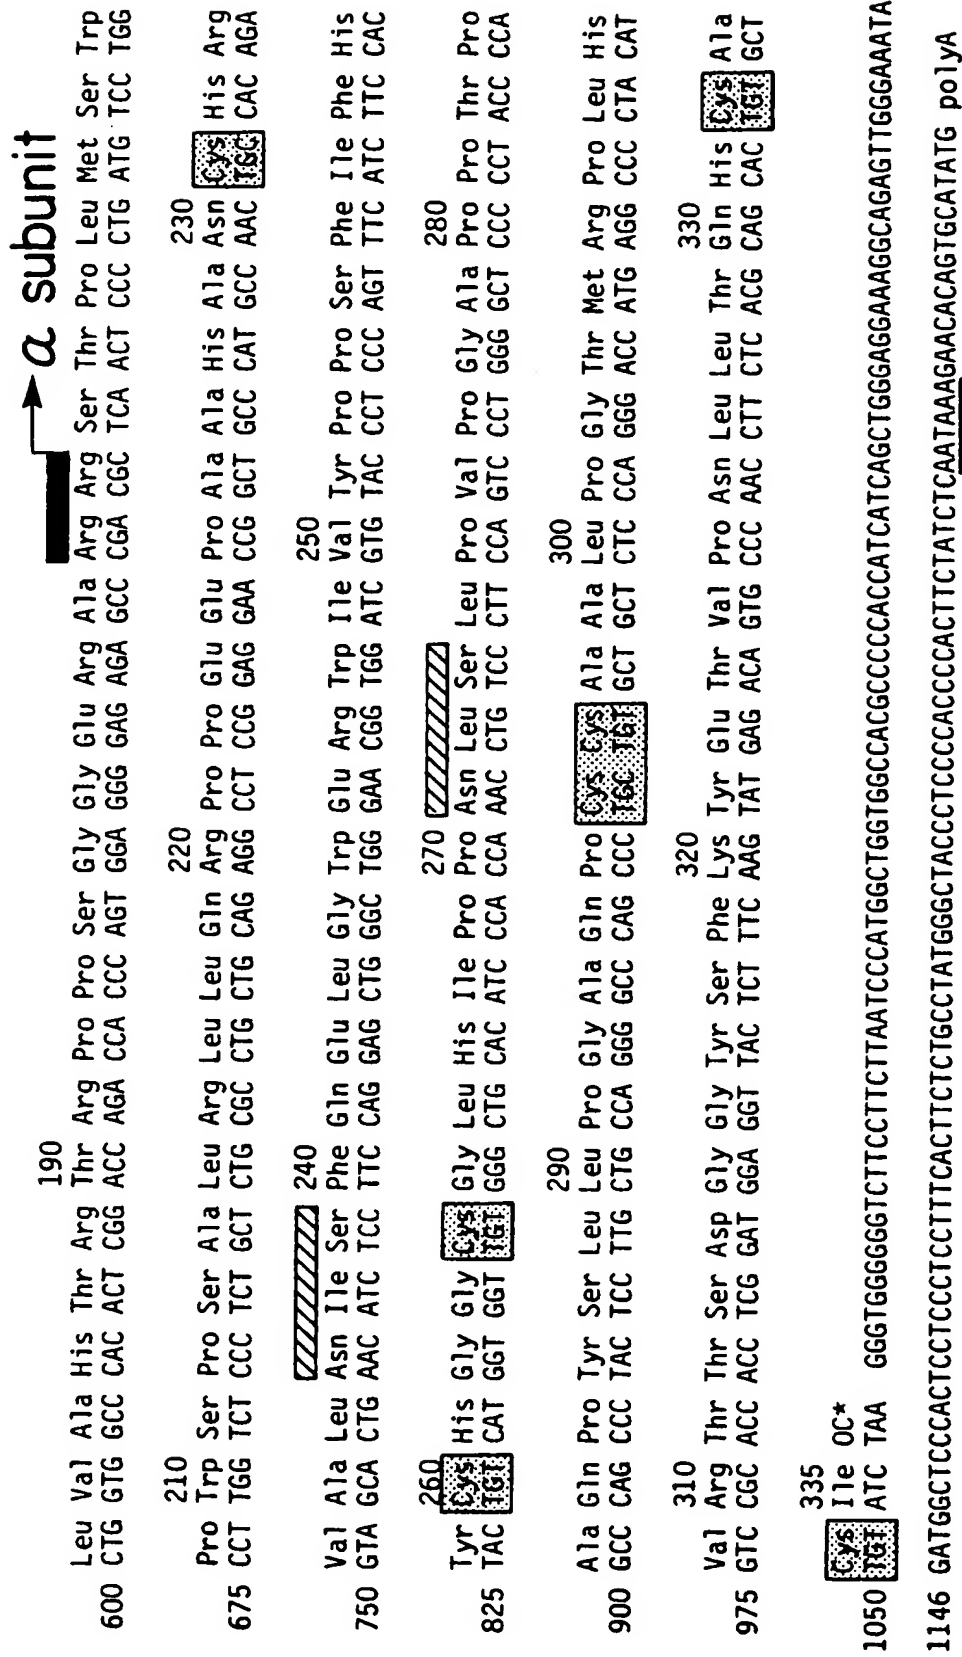 a subunit
190
Leu Val Ala His Thr Arg Thr Arg Pro Pro Ser Gly Gly Glu Arg Ala Arg Arg Ser Thr Pro Leu Met Ser Trp
600 CTG GTG GCC CAC ACT CGG ACC AGA CCA CCC AGT GGA GGG GAG AGA GCC CGA CGC TCA ACT CCC CTG ATG TCC TGG
210 220 230
Pro Trp Ser Pro Ser Ala Leu Arg Leu Leu Gln Arg Pro Pro Glu Glu Pro Ala Ala His Ala Asn Cys His Arg
675 CCT TGG TCT CCC TCT GCT CTG CGC CTG CTG CAG AGG CCT CCG GAG GAA CCG GCT GCC CAT GCC AAC TGC CAC AGA
240 250
Val Ala Leu Asn Ile Ser Phe Gln Glu Leu Gly Trp Glu Arg Trp Ile Val Tyr Pro Pro Ser Phe Ile Phe His
750 GTA GCA CTG AAC ATC TCC TTC CAG GAG CTG GGC TGG GAA CGG TGG ATC GTG TAC CCT CCC AGT TTC ATC TTC CAC
260 270 280
Tyr Cys His Gly Gly Cys Gly Leu His Ile Pro Pro Asn Leu Ser Leu Pro Val Pro Gly Ala Pro Pro Thr Pro
825 TAC TGT CAT GGT GGT TGT GGG CTG CAC ATC CCA CCA AAC CTG TCC CTT CCA GTC CCT GGG GCT CCC CCT ACC CCA
290 300
Ala Gln Pro Tyr Ser Leu Leu Pro Gly Ala Gln Pro Cys Cys Ala Ala Leu Pro Gly Thr Met Arg Pro Leu His
900 GCC CAG CCC TAC TCC TTG CTG CCA GGG GCC CAG CCC TGC TGT GCT GCT CTC CCA GGG ACC ATG AGG CCC CTA CAT
310 320 330
Val Arg Thr Thr Ser Asp Gly Gly Tyr Ser Phe Lys Tyr Glu Thr Val Pro Asn Leu Leu Thr Gln His Cys Ala
975 GTC CGC ACC ACC TCG GAT GGA GGT TAC TCT TTC AAG TAT GAG ACA GTG CCC AAC CTT CTC ACG CAG CAC TGT GCT
335
Cys Ile OC*
1050 TGT ATC TAA GGGTGGGGGGTCTTCCTTCTTAATCCCATGGCTGGTGGCCACGCCCCCACCATCATCAGCTGGGAGGAAAGGCAGAGTTGGGAAATA
1146 GATGGCTCCCACTCCTCCCTCCTTTCACTTCTCTGCCTATGGGCTACCCTCCCCACCCCACTTCTATCTCAATAAAGAACACAGTGCATATG polyA